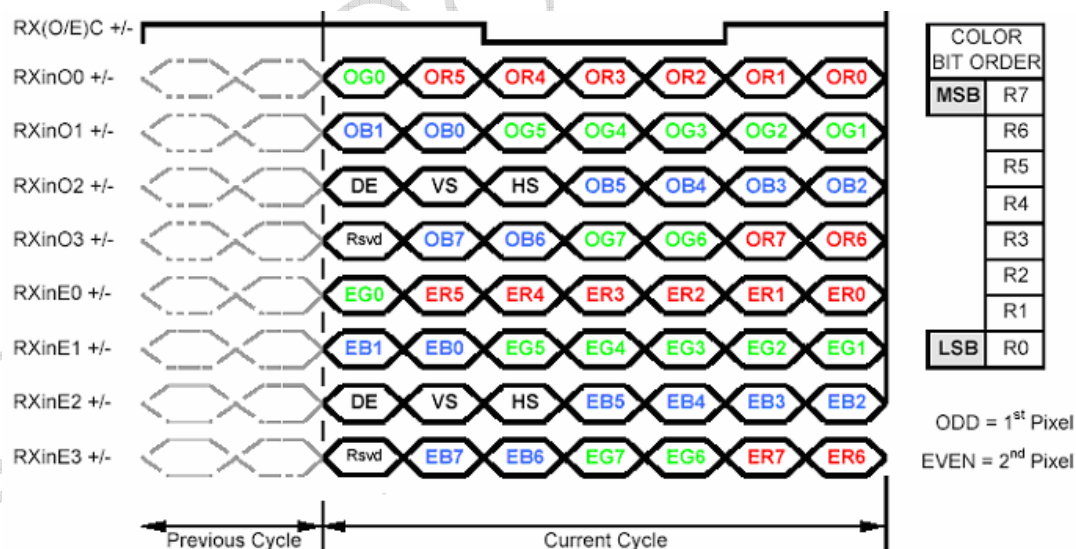 RX(O/E)C +/-
RXinO0 +/- OG0 OR5 OR4 OR3 OR2 OR1 OR0
RXinO1 +/- OB1 OB0 OG5 OG4 OG3 OG2 OG1
RXinO2 +/- DE VS HS OB5 OB4 OB3 OB2
RXinO3 +/- Rsvd OB7 OB6 OG7 OG6 OR7 OR6
RXinE0 +/- EG0 ER5 ER4 ER3 ER2 ER1 ER0
RXinE1 +/- EB1 EB0 EG5 EG4 EG3 EG2 EG1
RXinE2 +/- DE VS HS EB5 EB4 EB3 EB2
RXinE3 +/- Rsvd EB7 EB6 EG7 EG6 ER7 ER6
Previous Cycle Current Cycle
COLOR
BIT ORDER
MSB R7
R6
R5
R4
R3
R2
R1
LSB R0
ODD = 1st Pixel
EVEN = 2nd Pixel